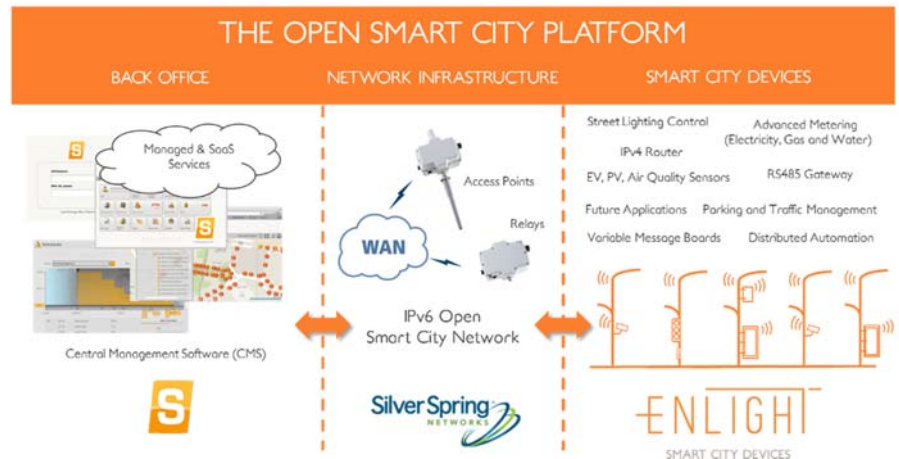 THE OPEN SMART CITY PLATFORM
BACK OFFICE
NETWORK INFRASTRUCTURE
SMART CITY DEVICES
S
Managed & SaaS
Services
S
Central Management Software (CMS)
S
Access Points
WAN
Relays
IPv6 Open
Smart City Network
SilverSpring
NETWORKS
Street Lighting Control
Advanced Metering
(Electricity, Gas and Water)
IPv4 Router
EV, PV, Air Quality Sensors
RS485 Gateway
Future Applications
Parking and Traffic Management
Variable Message Boards
Distributed Automation
ENLIGHT
SMART CITY DEVICES